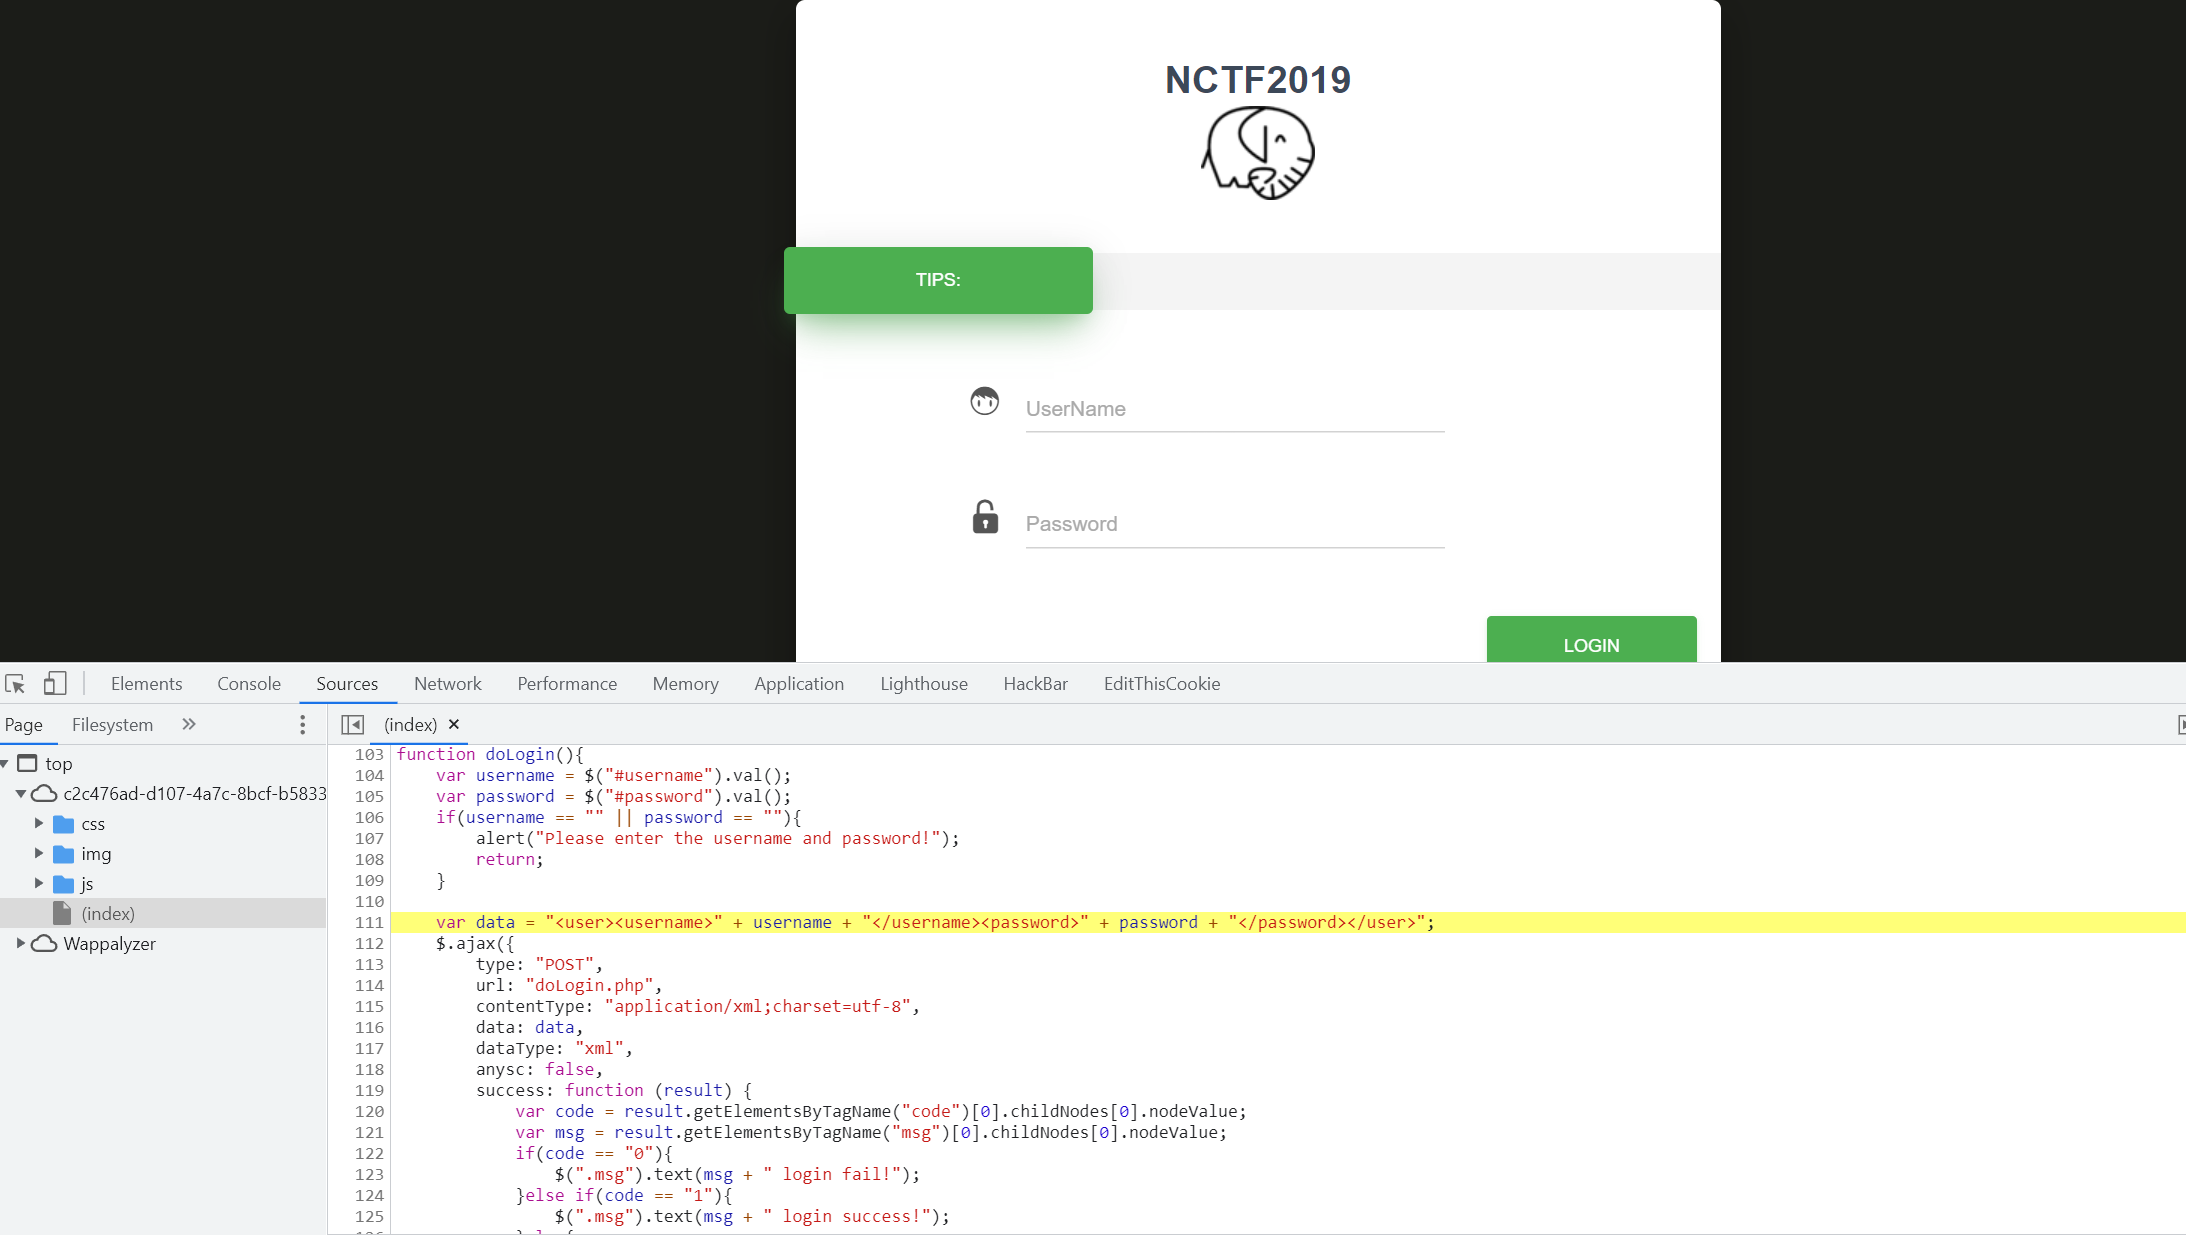 NCTF2019
TIPS:
UserName
Password
LOGIN
Elements Console Sources Network Performance Memory Application Lighthouse HackBar EditThisCookie
Page Filesystem » (index) ×
top
c2c476ad-d107-4a7c-8bcf-b5833
css
img
js
(index)
Wappalyzer
103 function doLogin(){
104     var username = $("#username").val();
105     var password = $("#password").val();
106     if(username == "" || password == ""){
107         alert("Please enter the username and password!");
108         return;
109     }
110
111     var data = "<user><username>" + username + "</username><password>" + password + "</password></user>";
112     $.ajax({
113         type: "POST",
114         url: "doLogin.php",
115         contentType: "application/xml;charset=utf-8",
116         data: data,
117         dataType: "xml",
118         anysc: false,
119         success: function (result) {
120             var code = result.getElementsByTagName("code")[0].childNodes[0].nodeValue;
121             var msg = result.getElementsByTagName("msg")[0].childNodes[0].nodeValue;
122             if(code == "0"){
123                 $(".msg").text(msg + " login fail!");
124             }else if(code == "1"){
125                 $(".msg").text(msg + " login success!");